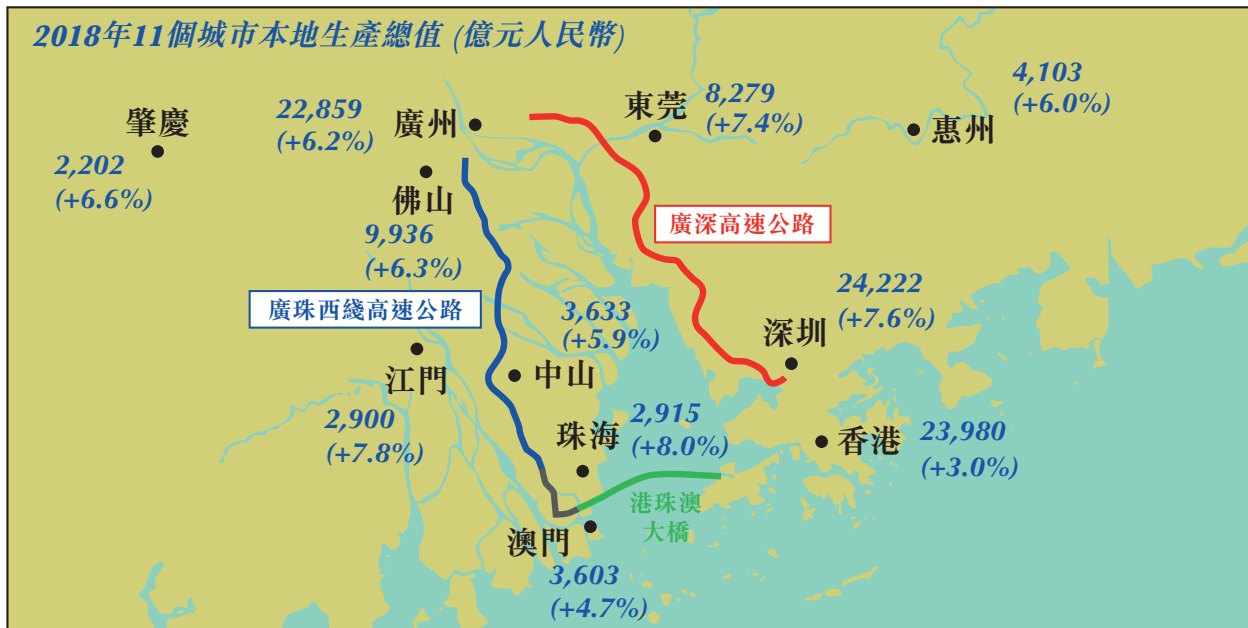 2018年11個城市本地生產總值 (億元人民幣)
肇慶
2,202
(+6.6%)
22,859
(+6.2%)
廣州
佛山
9,936
(+6.3%)
東莞
8,279
(+7.4%)
4,103
(+6.0%)
惠州
廣深高速公路
廣珠西綫高速公路
24,222
(+7.6%)
深圳
3,633
(+5.9%)
中山
江門
2,900
(+7.8%)
珠海
2,915
(+8.0%)
香港
23,980
(+3.0%)
港珠澳
大橋
澳門
3,603
(+4.7%)